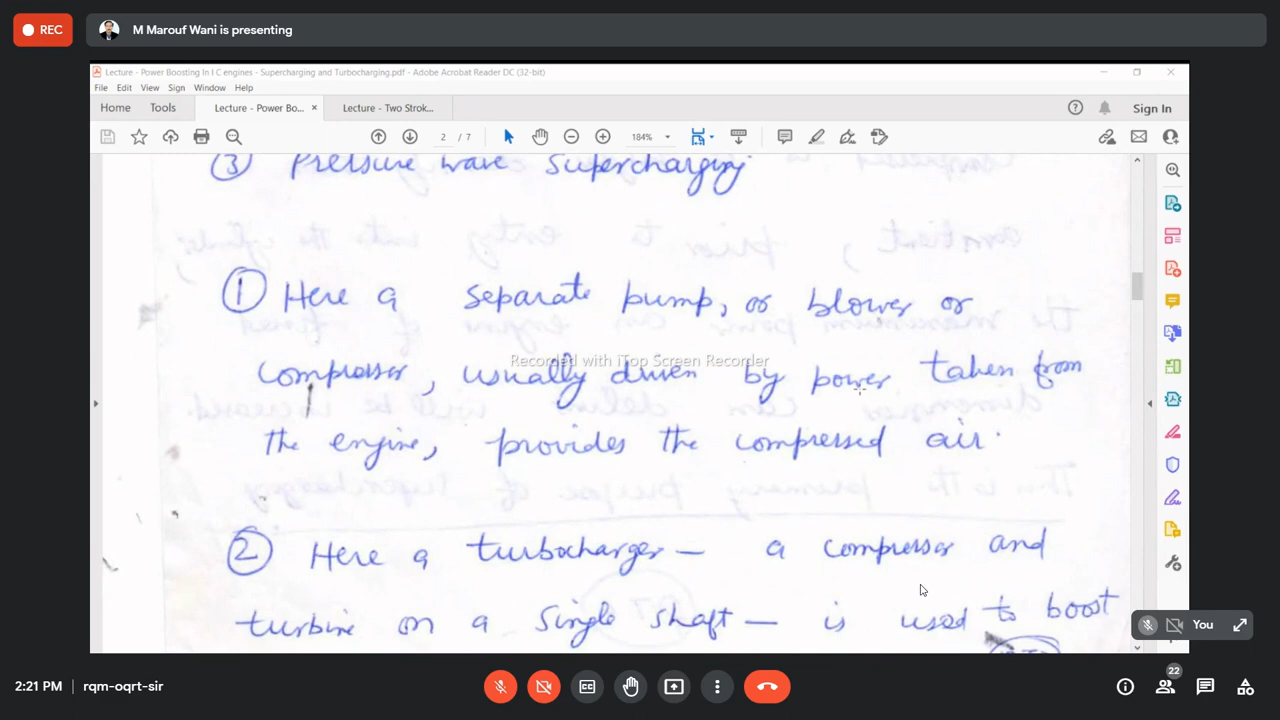 REC
M Marouf Wani is presenting
Lecture - Power Boosting In I C engines - Supercharging and Turbocharging.pdf - Adobe Acrobat Reader DC (32-bit)
File Edit View Sign Window Help
Home Tools Lecture - Power Bo... × Lecture - Two Strok... Sign In
2 / 7 184%
③ Pressure wave Supercharging.
① Here a separate pump, or blower or
Recorded with iTop Screen Recorder
compressor, usually driven by power taken from
the engine, provides the compressed air.
② Here a turbocharger — a compressor and
turbine on a single shaft — is used to boost
You
2:21 PM | rqm-oqrt-sir
22